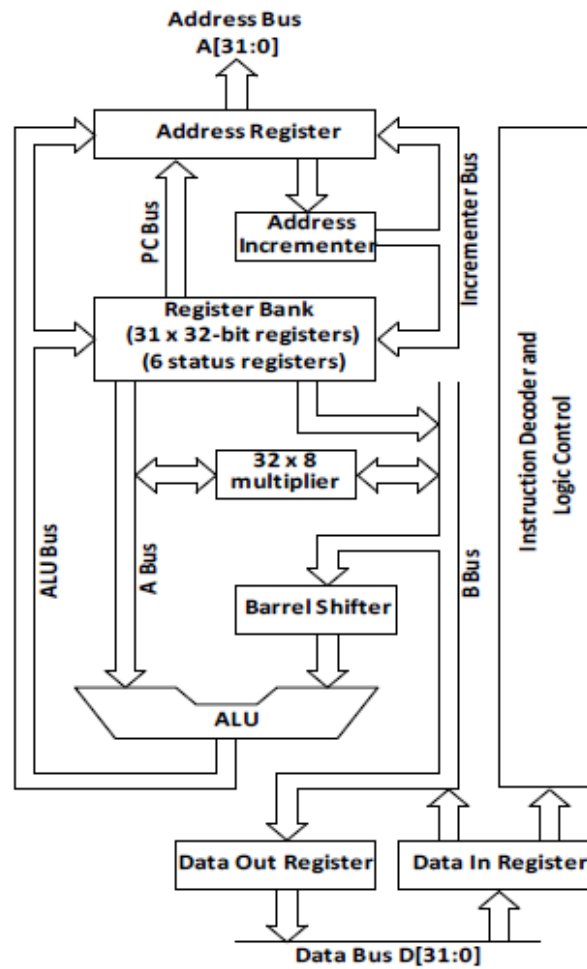 Address Bus
A[31:0]
Address Register
PC Bus
Address
Incrementer
Incrementer Bus
Register Bank
(31 x 32-bit registers)
(6 status registers)
Instruction Decoder and
Logic Control
32 x 8
multiplier
ALU Bus
A Bus
B Bus
Barrel Shifter
ALU
Data Out Register
Data In Register
Data Bus D[31:0]